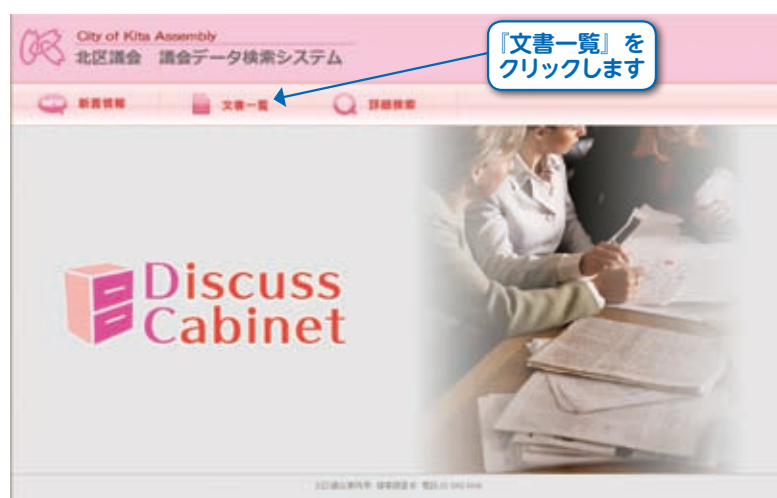 City of Kita Assembly
北区議会　議会データ検索システム
『文書一覧』を
クリックします
新着情報
文書一覧
詳細検索
Discuss
Cabinet